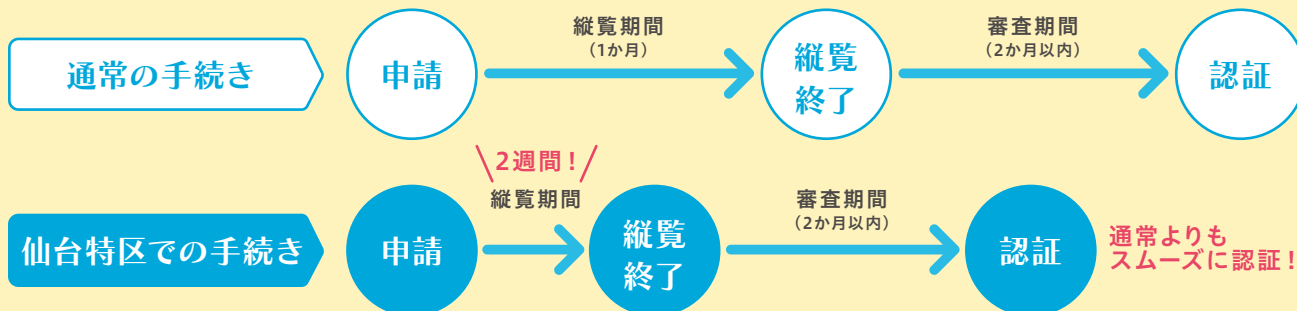 通常の手続き
申請
縦覧期間
（1か月）
縦覧
終了
審査期間
（2か月以内）
認証
仙台特区での手続き
申請
2週間！
縦覧期間
縦覧
終了
審査期間
（2か月以内）
認証
通常よりも
スムーズに認証！